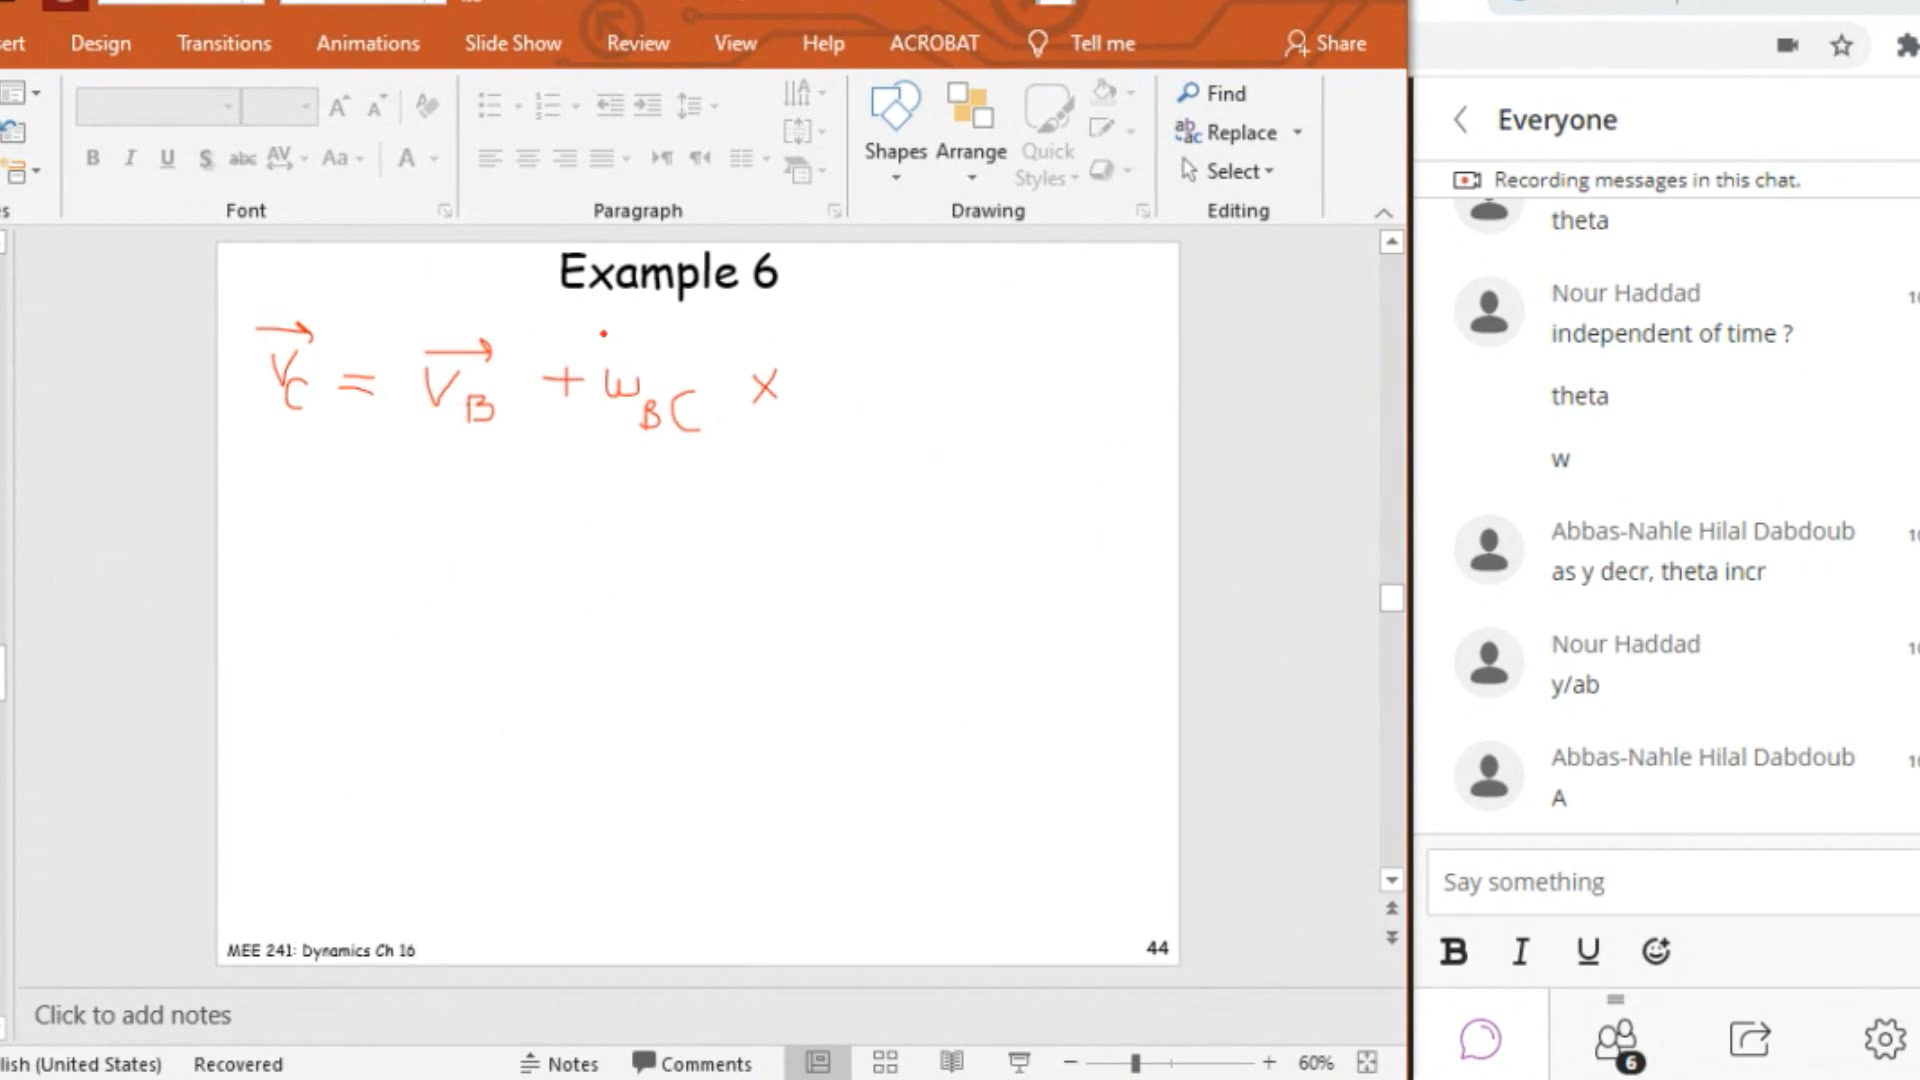 ert Design Transitions Animations Slide Show Review View Help ACROBAT Tell me Share
A A
B I U S abc AV Aa A
Shapes Arrange Quick Styles
Find
Replace
Select
s Font Paragraph Drawing Editing
Example 6
V_C = V_B + ω_BC ×
MEE 241: Dynamics Ch 16 44
Click to add notes
lish (United States) Recovered Notes Comments 60%
Everyone
Recording messages in this chat.
theta
Nour Haddad
independent of time ?
theta
w
Abbas-Nahle Hilal Dabdoub
as y decr, theta incr
Nour Haddad
y/ab
Abbas-Nahle Hilal Dabdoub
A
Say something
B I U
6